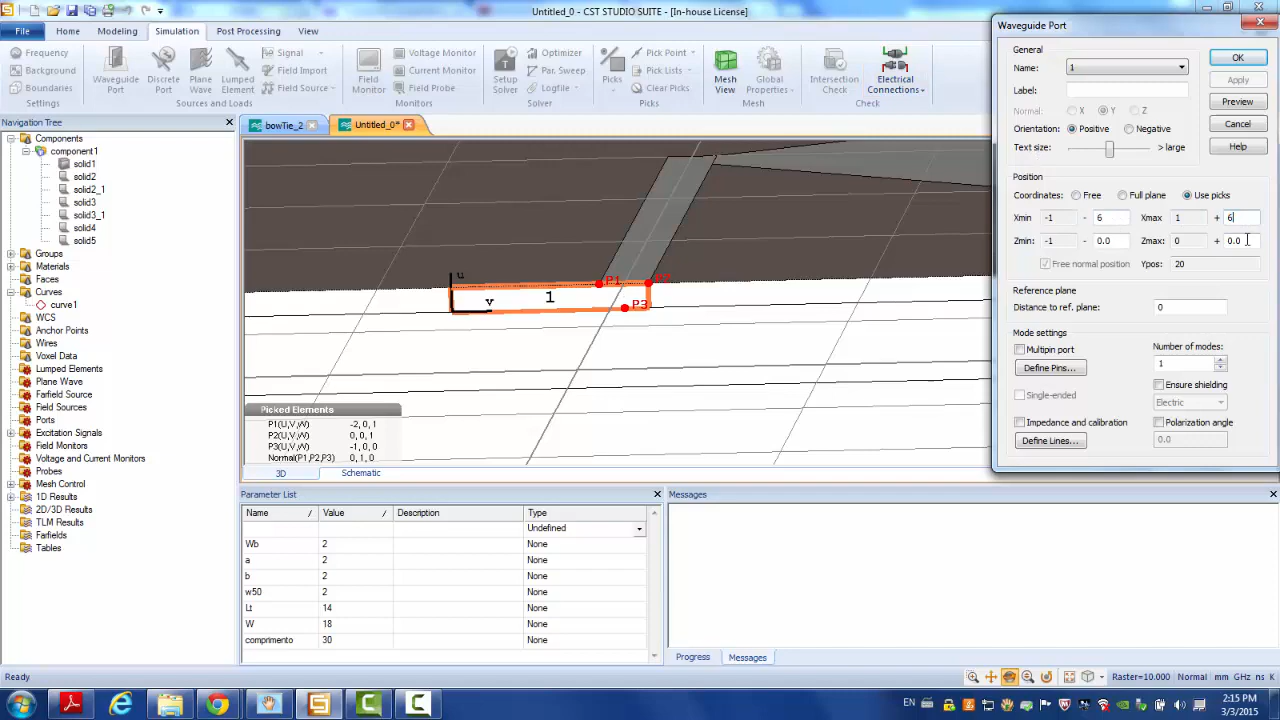 Untitled_0 - CST STUDIO SUITE - [In-house License]
File Home Modeling Simulation Post Processing View
Frequency
Background
Boundaries
Settings
Waveguide Port
Discrete Port
Plane Wave
Lumped Element
Signal
Field Import
Field Source
Sources and Loads
Field Monitor
Voltage Monitor
Current Monitor
Field Probe
Monitors
Setup Solver
Optimizer
Par. Sweep
Logfile
Simulation
Picks
Pick Point
Pick Lists
Clear Picks
Picks
Mesh View
Global Properties
Mesh
Intersection Check
Electrical Connections
Check
Navigation Tree
bowTie_2
Untitled_0*
Components
component1
solid1
solid2
solid2_1
solid3
solid3_1
solid4
solid5
Groups
Materials
Faces
Curves
curve1
WCS
Anchor Points
Wires
Voxel Data
Lumped Elements
Plane Wave
Farfield Source
Field Sources
Ports
Excitation Signals
Field Monitors
Voltage and Current Monitors
Probes
Mesh Control
1D Results
2D/3D Results
TLM Results
Farfields
Tables
u
v
1
P1
P2
P3
Picked Elements
P1(U,V,W) -2, 0, 1
P2(U,V,W) 0, 0, 1
P3(U,V,W) -1, 0, 0
Normal(P1,P2,P3) 0, 1, 0
3D Schematic
Parameter List
Name Value Description Type
Undefined
Wb 2 None
a 2 None
b 2 None
w50 2 None
Lt 14 None
W 18 None
comprimento 30 None
Messages
Progress Messages
Waveguide Port
General
Name: 1
Label:
Normal: X Y Z
Orientation: Positive Negative
Text size: > large
OK
Apply
Preview
Cancel
Help
Position
Coordinates: Free Full plane Use picks
Xmin -1 - 6 Xmax 1 + 6
Zmin: -1 - 0.0 Zmax: 0 + 0.0
Free normal position Ypos: 20
Reference plane
Distance to ref. plane: 0
Mode settings
Multipin port
Define Pins...
Single-ended
Impedance and calibration
Define Lines...
Number of modes:
1
Ensure shielding
Electric
Polarization angle
0.0
Ready
Raster=10.000 Normal mm GHz ns K
EN
2:15 PM
3/3/2015